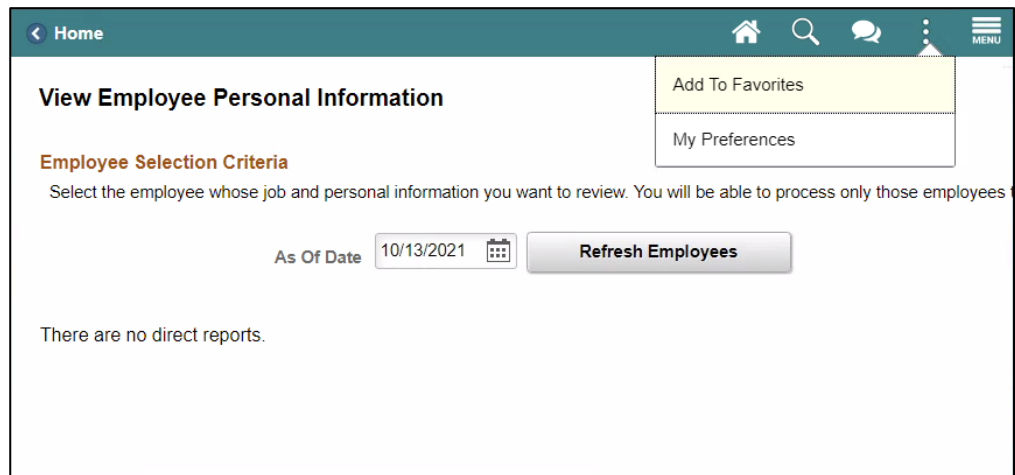 Home
MENU
Add To Favorites
My Preferences
View Employee Personal Information
Employee Selection Criteria
Select the employee whose job and personal information you want to review. You will be able to process only those employees
As Of Date 10/13/2021 Refresh Employees
There are no direct reports.